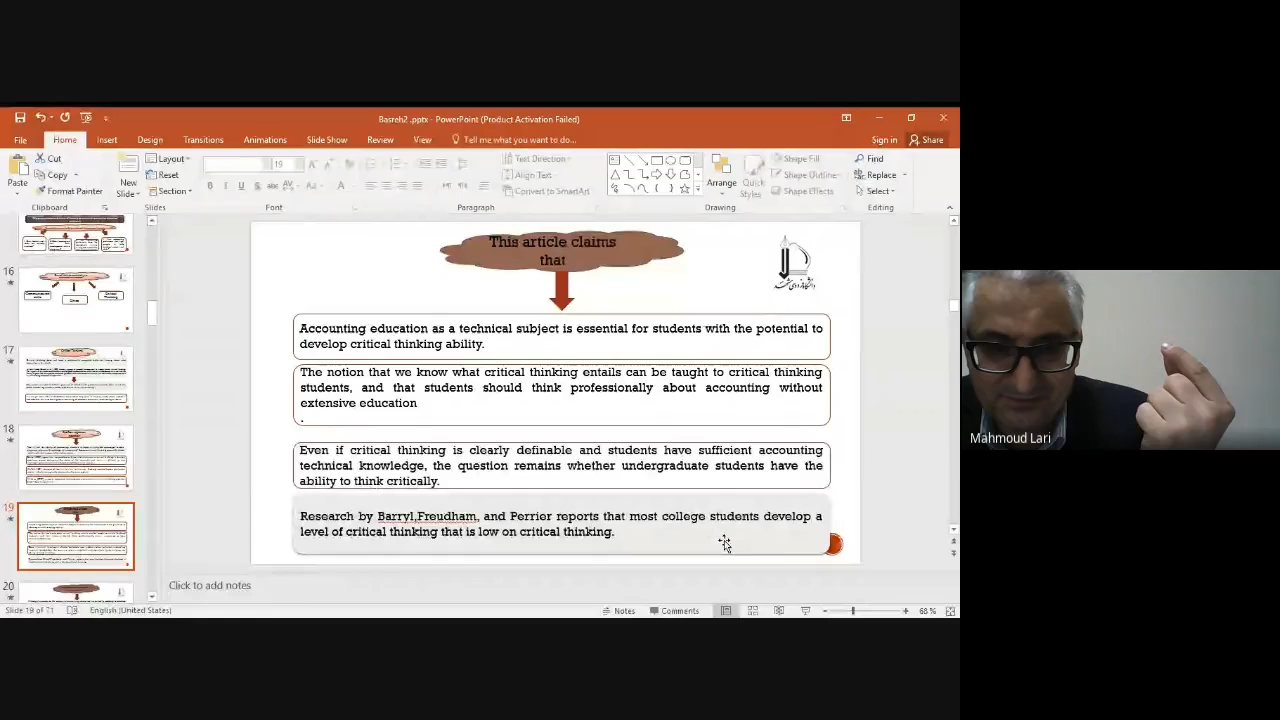 Basreh2 .pptx - PowerPoint (Product Activation Failed)
File Home Insert Design Transitions Animations Slide Show Review View Tell me what you want to do... Sign in Share
Cut
Copy
Format Painter
Paste
Clipboard
New
Slide
Layout
Reset
Section
Slides
19
Font
Text Direction
Align Text
Convert to SmartArt
Paragraph
Arrange
Quick
Styles
Shape Fill
Shape Outline
Shape Effects
Drawing
Find
Replace
Select
Editing
16
17
18
19
20
This article claims
that
Accounting education as a technical subject is essential for students with the potential to
develop critical thinking ability.
The notion that we know what critical thinking entails can be taught to critical thinking
students, and that students should think professionally about accounting without
extensive education
.
Even if critical thinking is clearly definable and students have sufficient accounting
technical knowledge, the question remains whether undergraduate students have the
ability to think critically.
Research by Barryl,Freudham, and Perrier reports that most college students develop a
level of critical thinking that is low on critical thinking.
Click to add notes
Slide 19 of 71 English (United States) Notes Comments 68 %
Mahmoud Lari